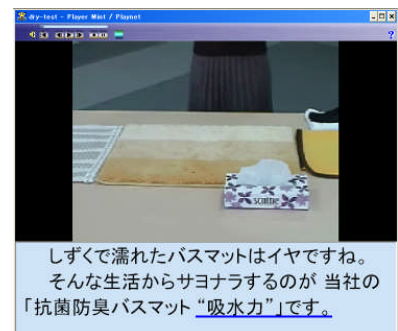 dry-test - Player Mint / Playnet
?
scottie
しずくで濡れたバスマットはイヤですね。
そんな生活からサヨナラするのが 当社の
「抗菌防臭バスマット “吸水力”」です。